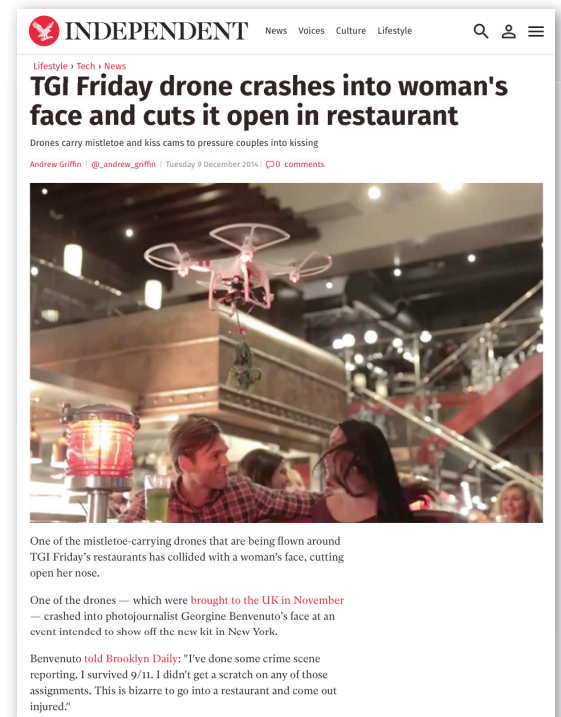 INDEPENDENT
News Voices Culture Lifestyle
Lifestyle › Tech › News
TGI Friday drone crashes into woman's
face and cuts it open in restaurant
Drones carry mistletoe and kiss cams to pressure couples into kissing
Andrew Griffin | @_andrew_griffin | Tuesday 9 December 2014 | 0 comments
One of the mistletoe-carrying drones that are being flown around
TGI Friday's restaurants has collided with a woman's face, cutting
open her nose.
One of the drones — which were brought to the UK in November
— crashed into photojournalist Georgine Benvenuto's face at an
event intended to show off the new kit in New York.
Benvenuto told Brooklyn Daily: "I've done some crime scene
reporting. I survived 9/11. I didn't get a scratch on any of those
assignments. This is bizarre to go into a restaurant and come out
injured."